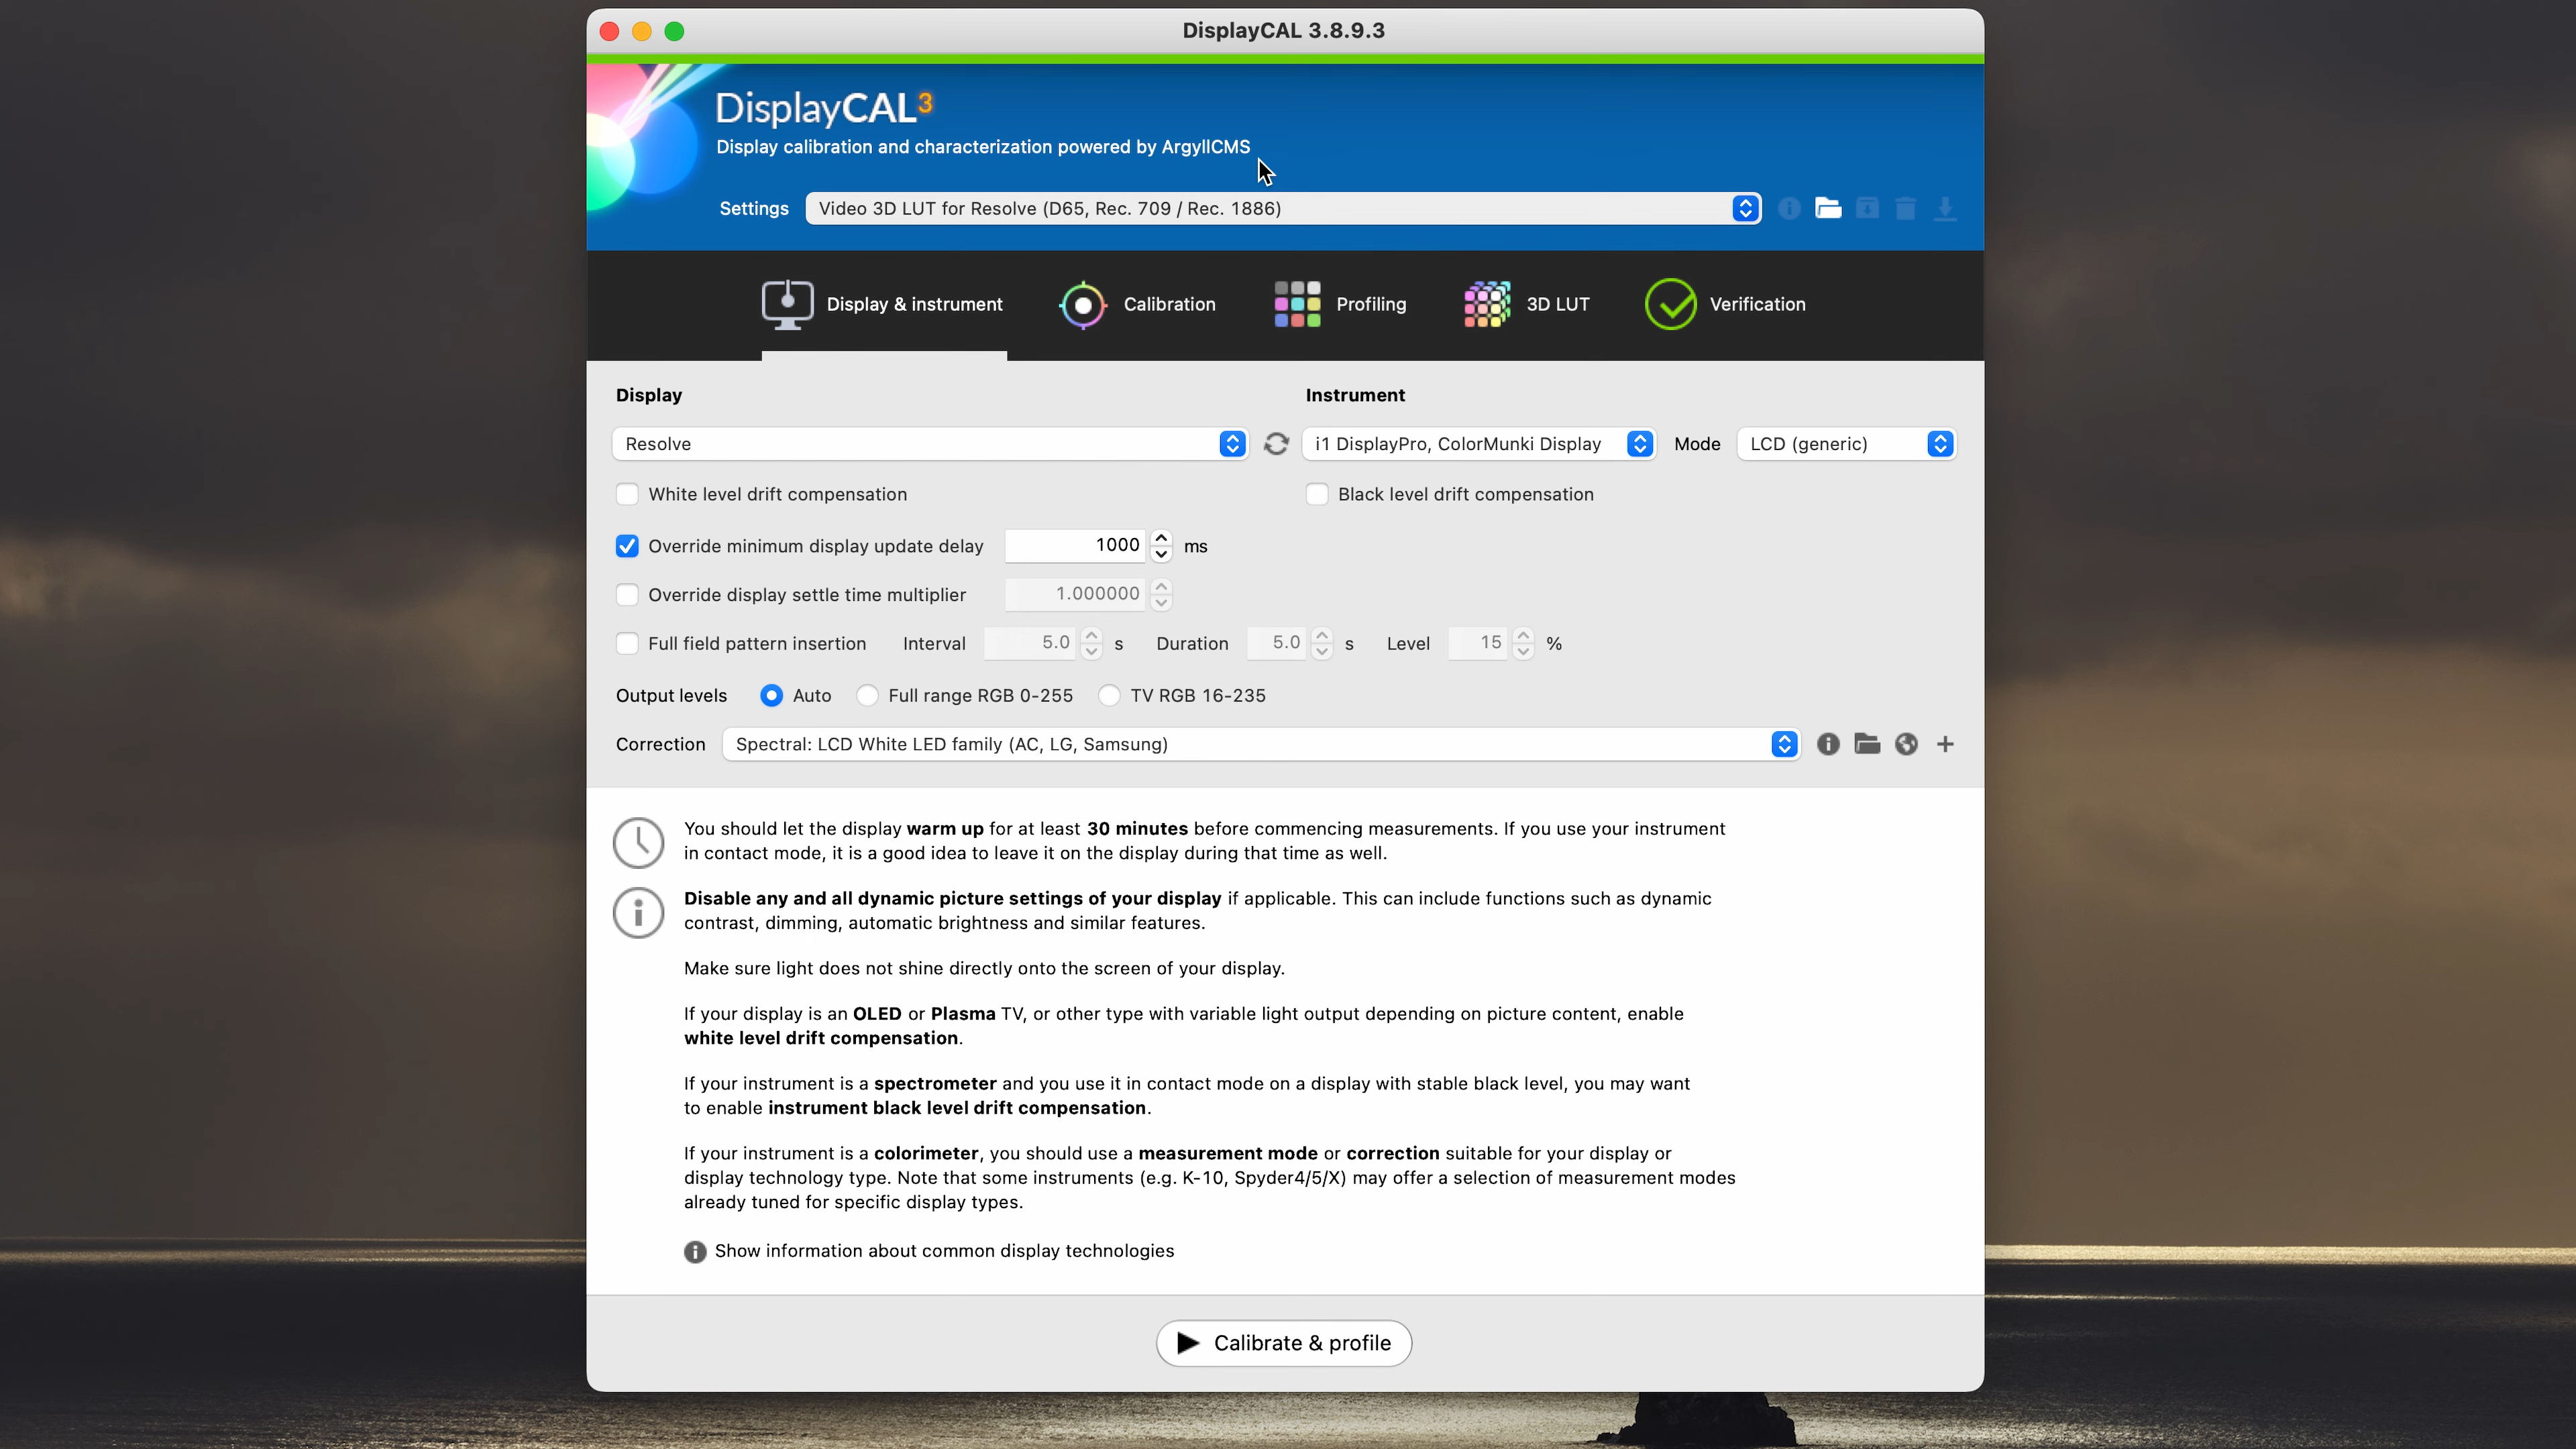 DisplayCAL 3.8.9.3
DisplayCAL3
Display calibration and characterization powered by ArgyllCMS
Settings Video 3D LUT for Resolve (D65, Rec. 709 / Rec. 1886)
Display & instrument Calibration Profiling 3D LUT Verification
Display Instrument
Resolve i1 DisplayPro, ColorMunki Display Mode LCD (generic)
White level drift compensation Black level drift compensation
Override minimum display update delay 1000 ms
Override display settle time multiplier 1.000000
Full field pattern insertion Interval 5.0 s Duration 5.0 s Level 15 %
Output levels Auto Full range RGB 0-255 TV RGB 16-235
Correction Spectral: LCD White LED family (AC, LG, Samsung)
You should let the display warm up for at least 30 minutes before commencing measurements. If you use your instrument
in contact mode, it is a good idea to leave it on the display during that time as well.
Disable any and all dynamic picture settings of your display if applicable. This can include functions such as dynamic
contrast, dimming, automatic brightness and similar features.
Make sure light does not shine directly onto the screen of your display.
If your display is an OLED or Plasma TV, or other type with variable light output depending on picture content, enable
white level drift compensation.
If your instrument is a spectrometer and you use it in contact mode on a display with stable black level, you may want
to enable instrument black level drift compensation.
If your instrument is a colorimeter, you should use a measurement mode or correction suitable for your display or
display technology type. Note that some instruments (e.g. K-10, Spyder4/5/X) may offer a selection of measurement modes
already tuned for specific display types.
Show information about common display technologies
Calibrate & profile